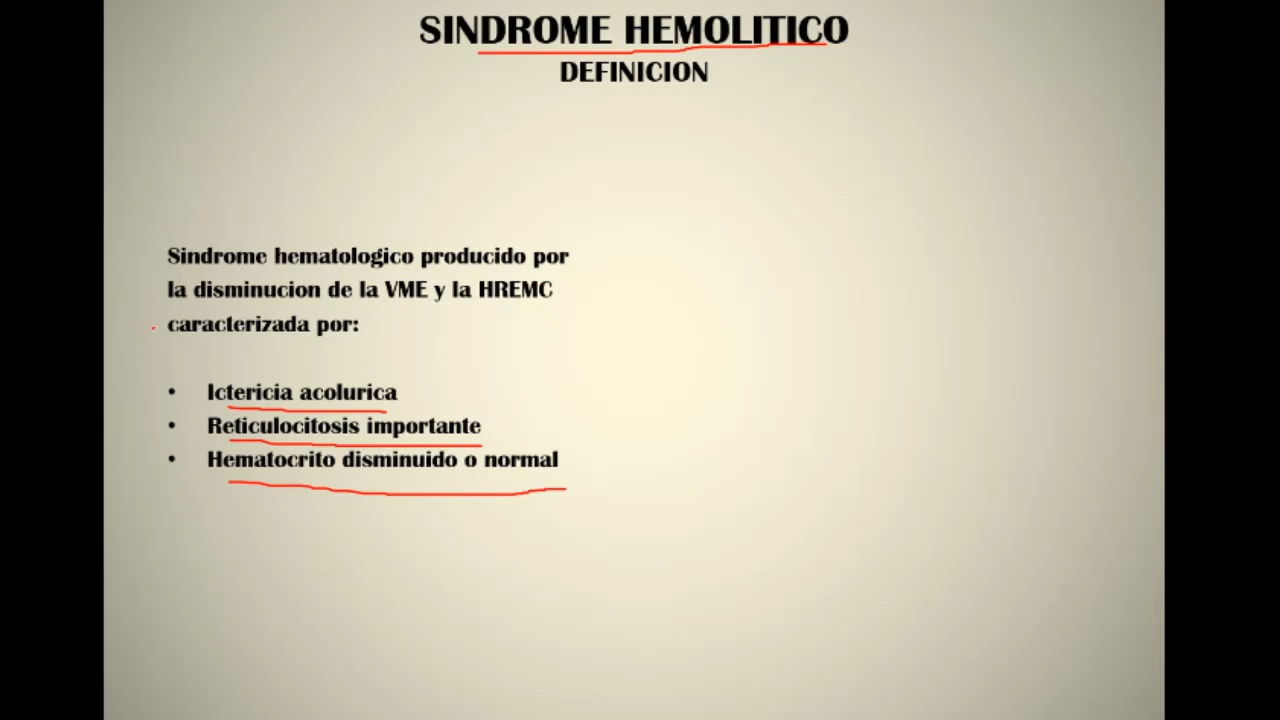 SINDROME HEMOLITICO
DEFINICION
Sindrome hematologico producido por
la disminucion de la VME y la HREMC
caracterizada por:
• Ictericia acolurica
• Reticulocitosis importante
• Hematocrito disminuido o normal